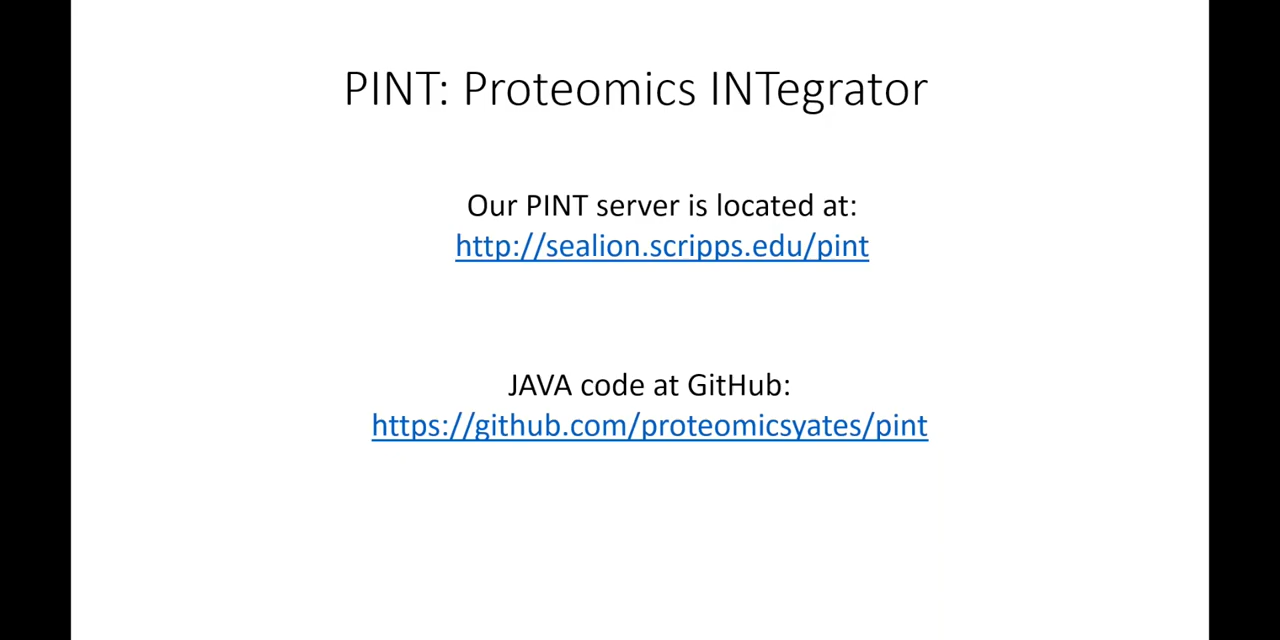 PINT: Proteomics INTegrator
Our PINT server is located at:
http://sealion.scripps.edu/pint
JAVA code at GitHub:
https://github.com/proteomicsyates/pint